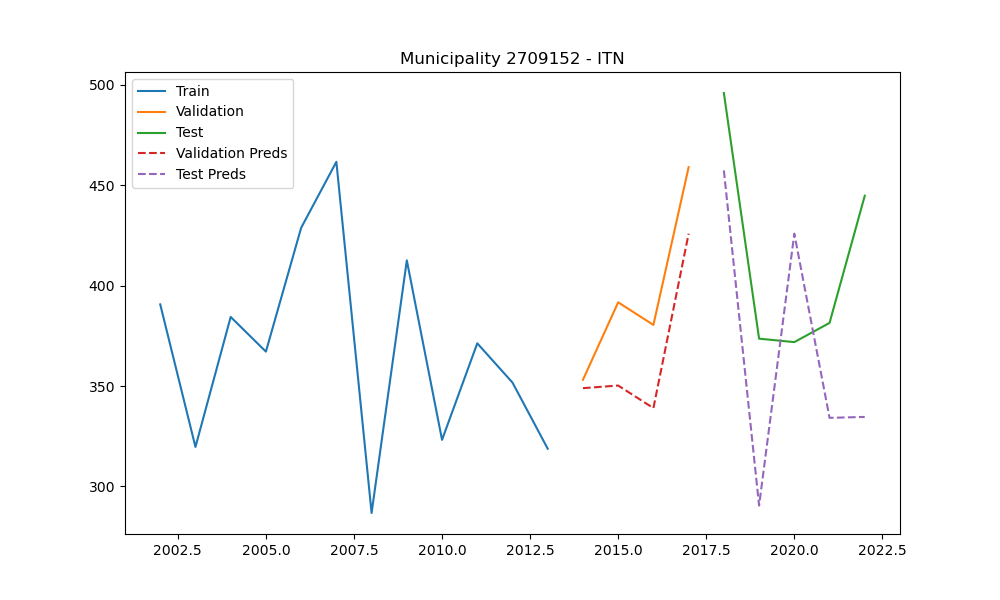 Municipality 2709152 - ITN
500
450
400
350
300
Train
Validation
Test
Validation Preds
Test Preds
2002.5 2005.0 2007.5 2010.0 2012.5 2015.0 2017.5 2020.0 2022.5